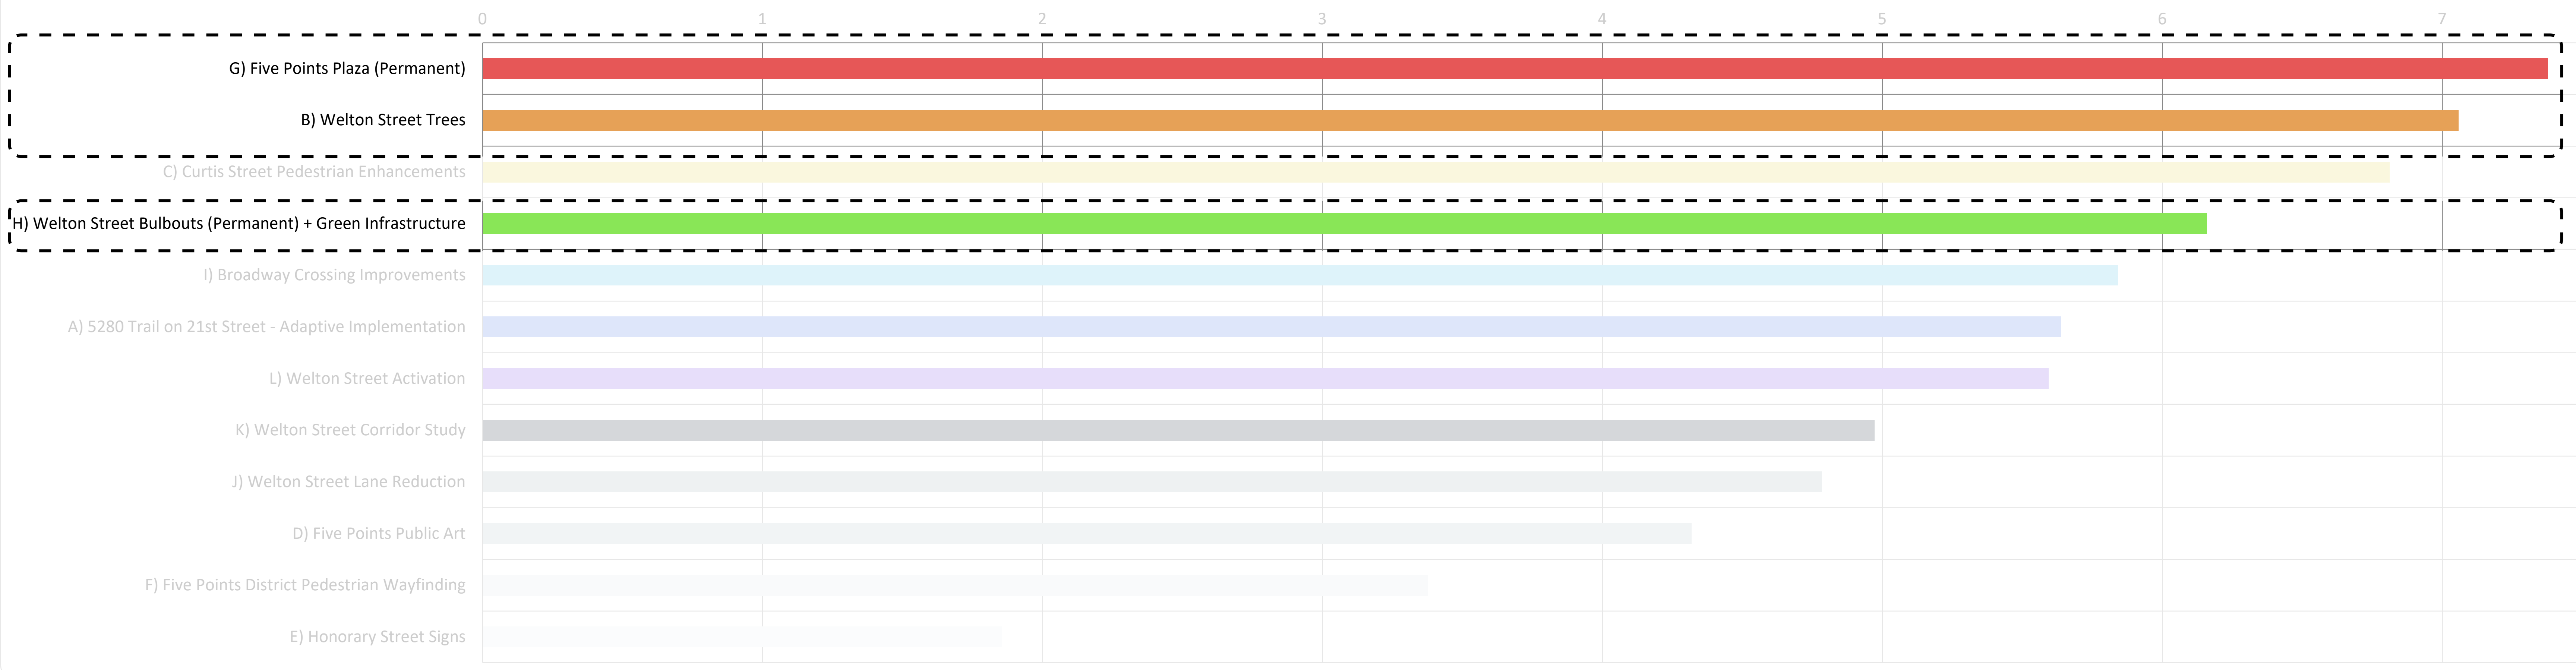 0 1 2 3 4 5 6 7
G) Five Points Plaza (Permanent)
B) Welton Street Trees
C) Curtis Street Pedestrian Enhancements
H) Welton Street Bulbouts (Permanent) + Green Infrastructure
I) Broadway Crossing Improvements
A) 5280 Trail on 21st Street - Adaptive Implementation
L) Welton Street Activation
K) Welton Street Corridor Study
J) Welton Street Lane Reduction
D) Five Points Public Art
F) Five Points District Pedestrian Wayfinding
E) Honorary Street Signs